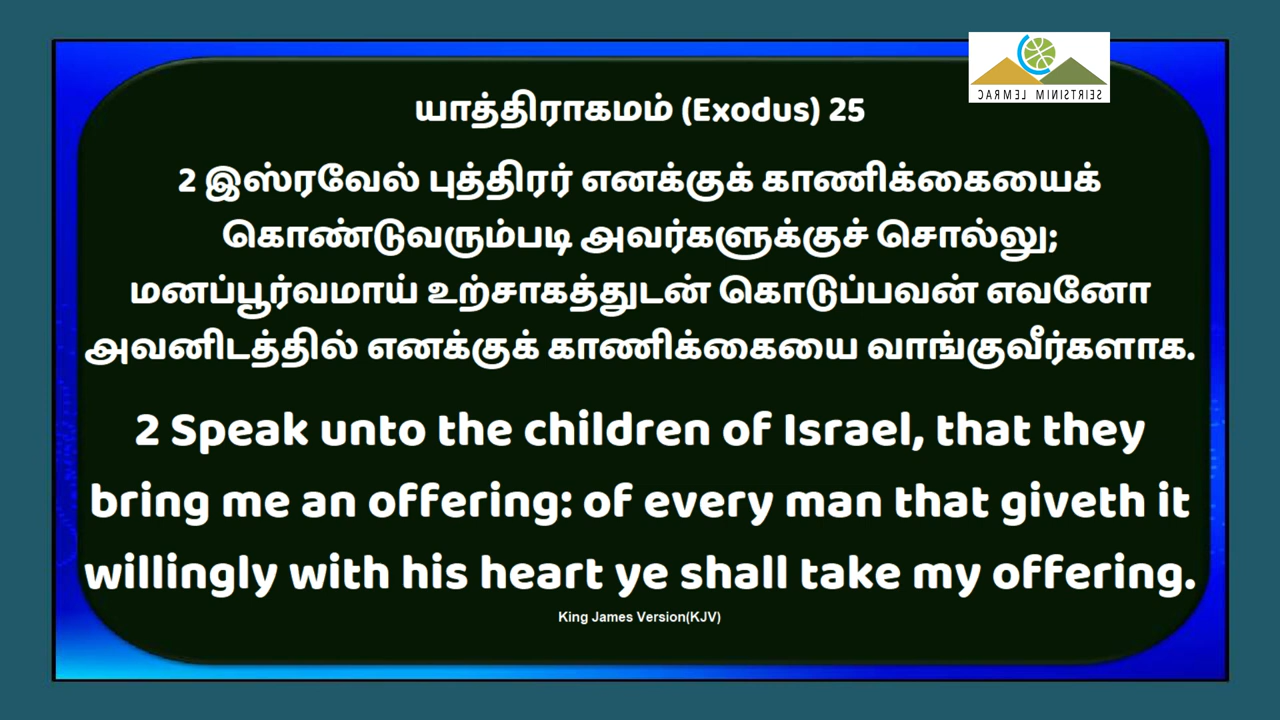 CARMEL MINISTRIES
யாத்திராகமம் (Exodus) 25
2 இஸ்ரவேல் புத்திரர் எனக்குக் காணிக்கையைக்
கொண்டுவரும்படி அவர்களுக்குச் சொல்லு;
மனப்பூர்வமாய் உற்சாகத்துடன் கொடுப்பவன் எவனோ
அவனிடத்தில் எனக்குக் காணிக்கையை வாங்குவீர்களாக.
2 Speak unto the children of Israel, that they
bring me an offering: of every man that giveth it
willingly with his heart ye shall take my offering.
King James Version(KJV)